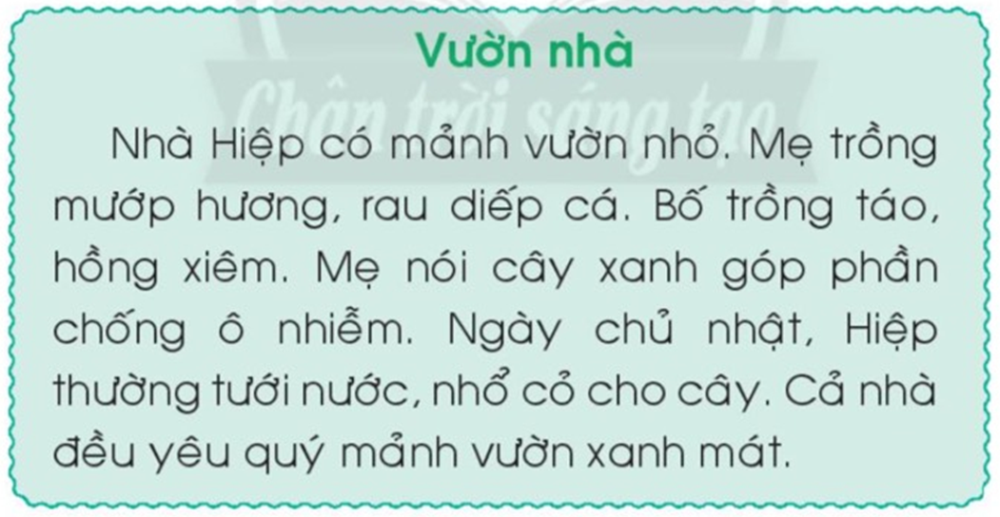 Vườn nhà
Chân trời sáng tạo
Nhà Hiệp có mảnh vườn nhỏ. Mẹ trồng
mướp hương, rau diếp cá. Bố trồng táo,
hồng xiêm. Mẹ nói cây xanh góp phần
chống ô nhiễm. Ngày chủ nhật, Hiệp
thường tưới nước, nhổ cỏ cho cây. Cả nhà
đều yêu quý mảnh vườn xanh mát.